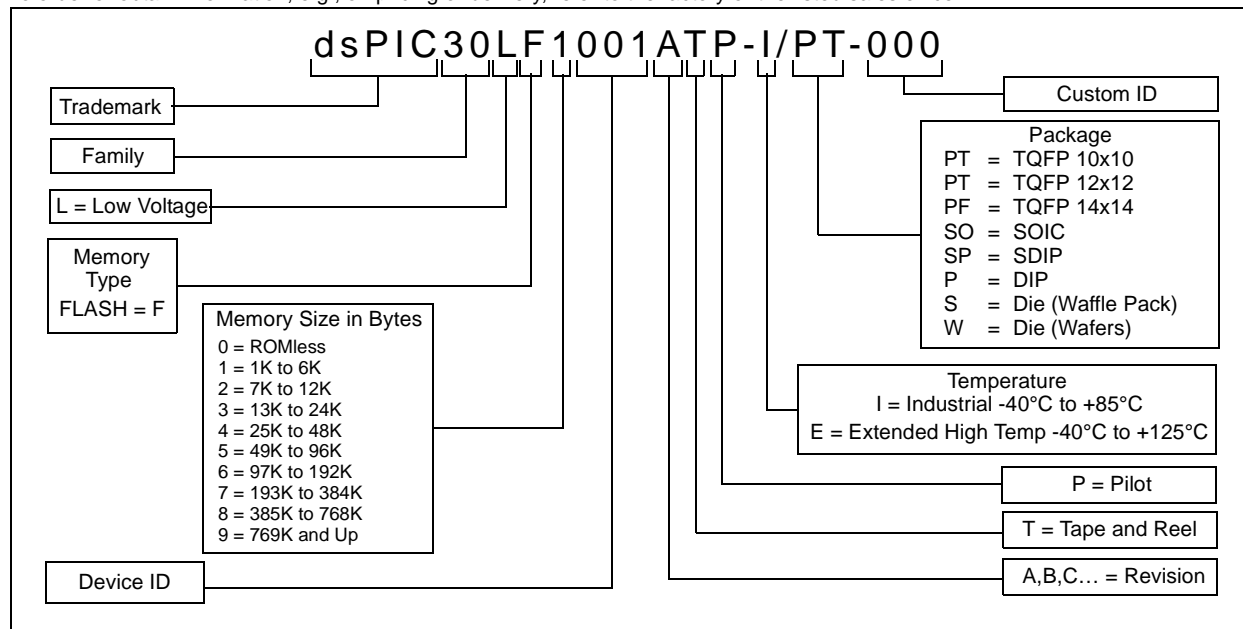 dsPIC30LF1001ATP-I/PT-000
Trademark
Family
L = Low Voltage
Memory
Type
FLASH = F
Memory Size in Bytes
0 = ROMless
1 = 1K to 6K
2 = 7K to 12K
3 = 13K to 24K
4 = 25K to 48K
5 = 49K to 96K
6 = 97K to 192K
7 = 193K to 384K
8 = 385K to 768K
9 = 769K and Up
Device ID
Custom ID
Package
PT = TQFP 10x10
PT = TQFP 12x12
PF = TQFP 14x14
SO = SOIC
SP = SDIP
P = DIP
S = Die (Waffle Pack)
W = Die (Wafers)
Temperature
I = Industrial -40°C to +85°C
E = Extended High Temp -40°C to +125°C
P = Pilot
T = Tape and Reel
A,B,C… = Revision